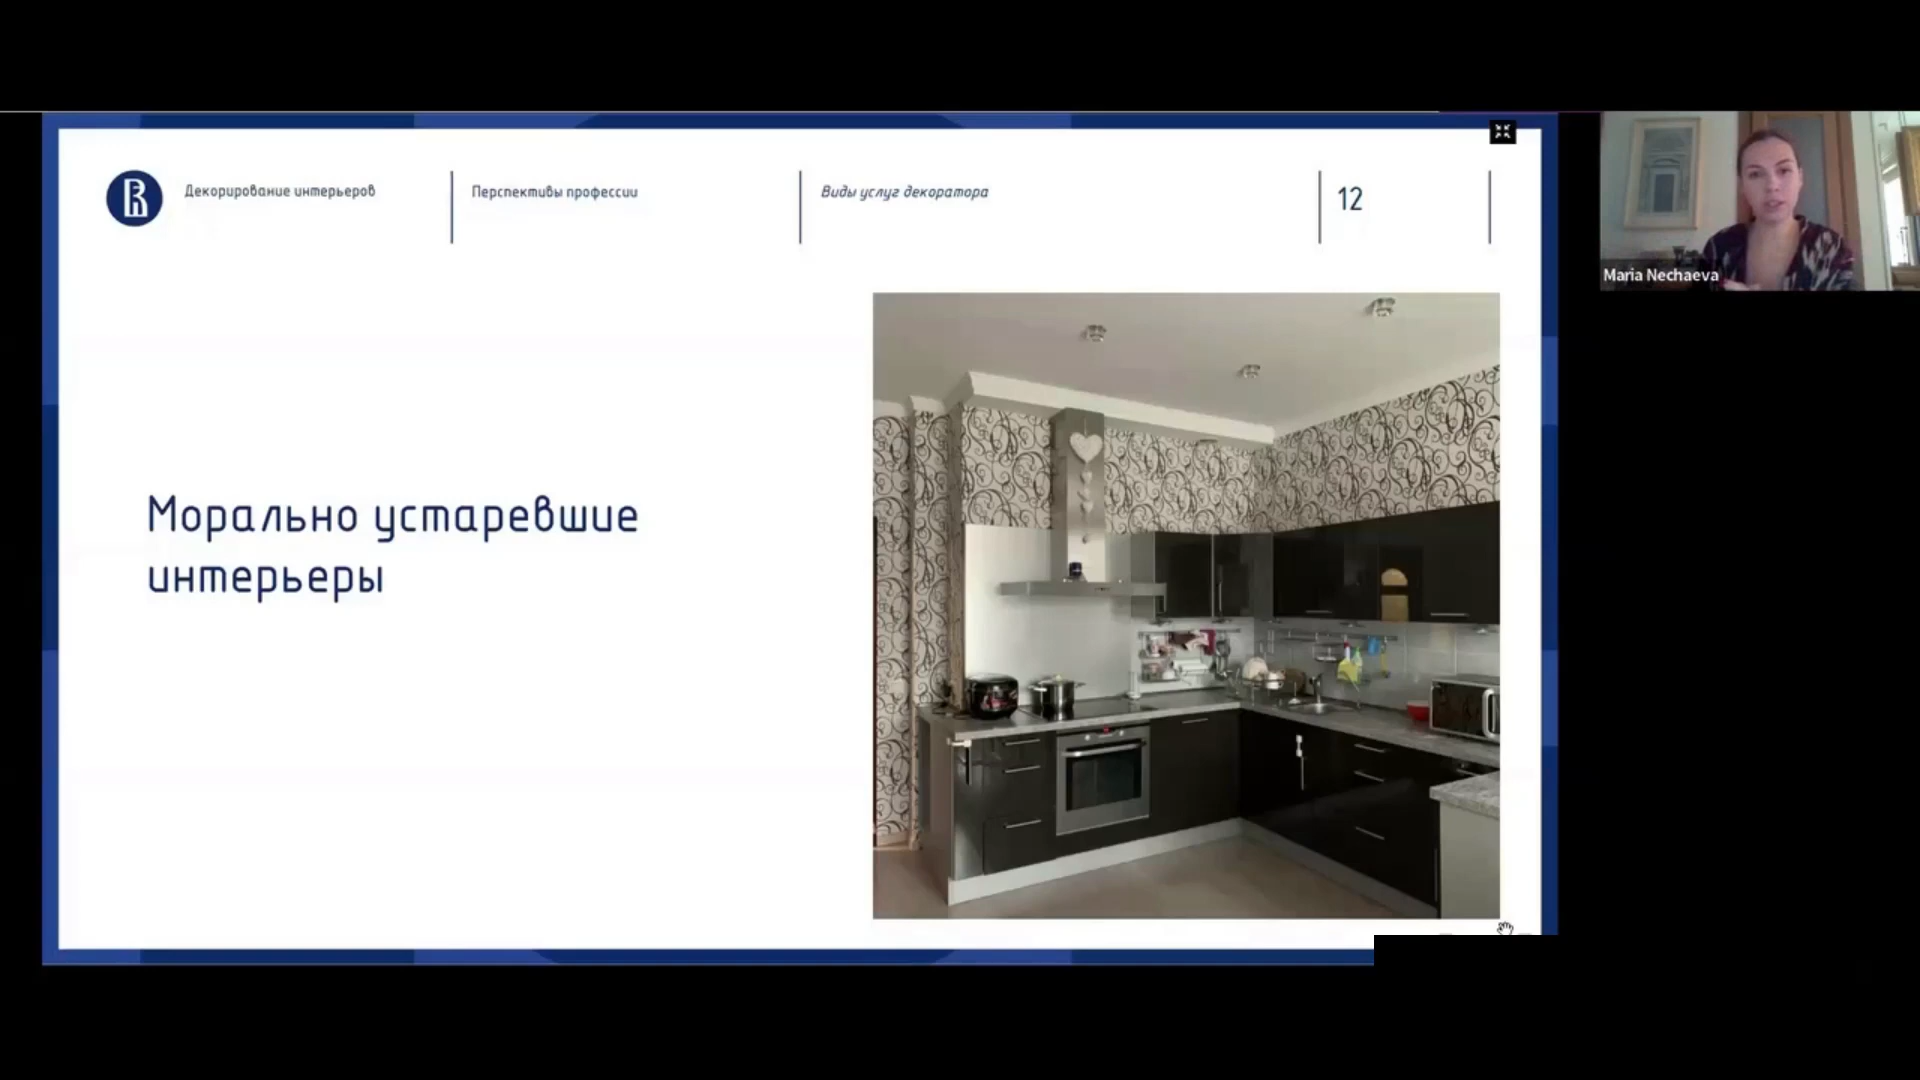 Декорирование интерьеров
Перспективы профессии
Виды услуг декоратора
12
Морально устаревшие
интерьеры
Maria Nechaeva